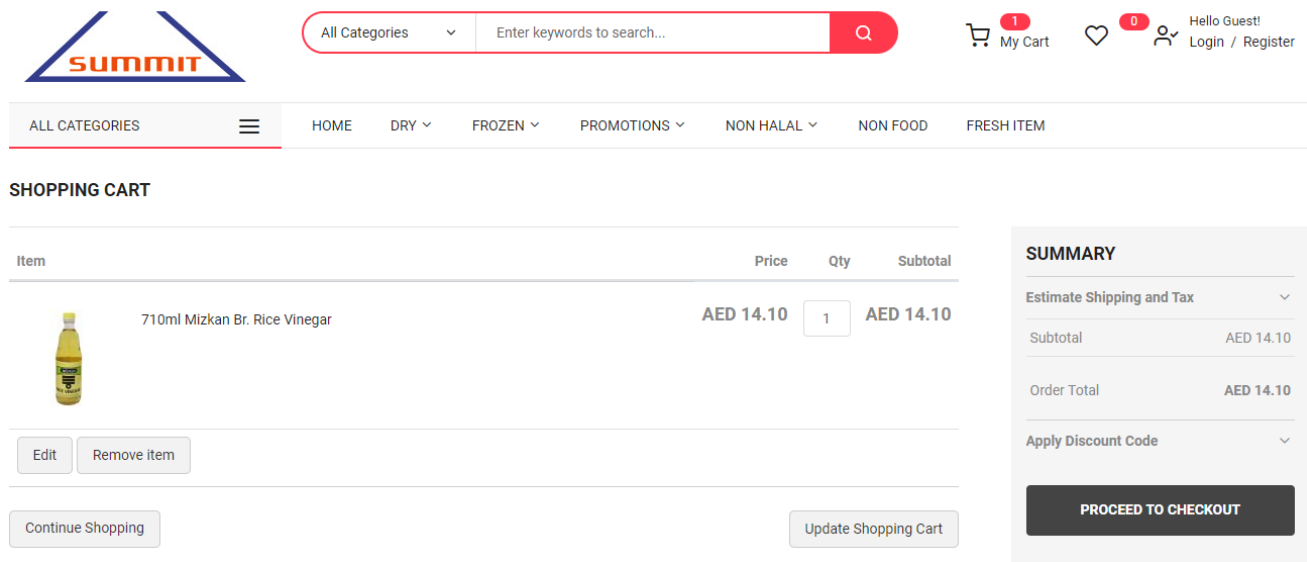 SUMMIT
All Categories
Enter keywords to search...
1
My Cart
0
Hello Guest!
Login / Register
ALL CATEGORIES
HOME DRY FROZEN PROMOTIONS NON HALAL NON FOOD FRESH ITEM
SHOPPING CART
Item Price Qty Subtotal
710ml Mizkan Br. Rice Vinegar AED 14.10 1 AED 14.10
Edit Remove item
Continue Shopping Update Shopping Cart
SUMMARY
Estimate Shipping and Tax
Subtotal AED 14.10
Order Total AED 14.10
Apply Discount Code
PROCEED TO CHECKOUT